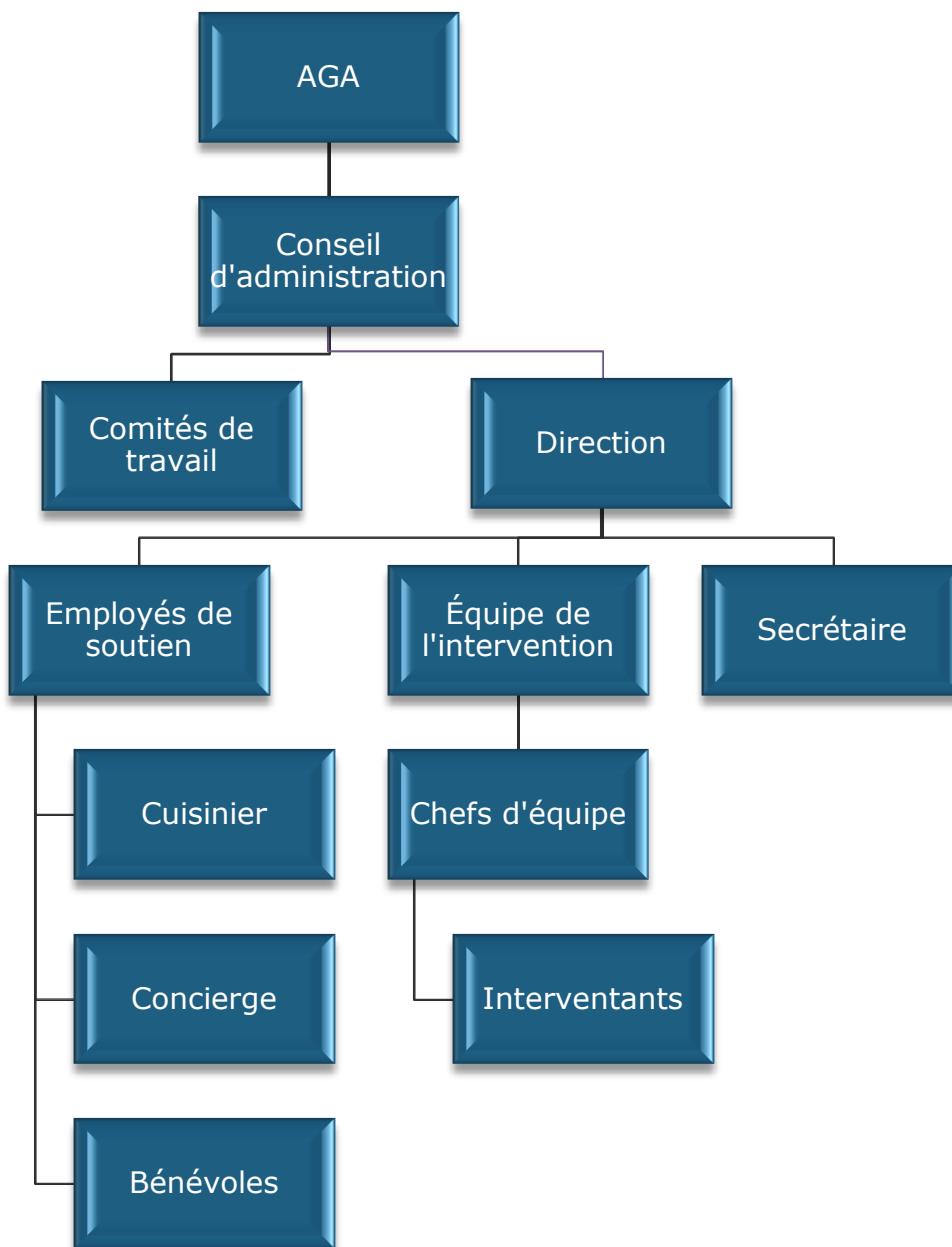 AGA
Conseil
d'administration
Comités de
travail
Direction
Employés de
soutien
Équipe de
l'intervention
Secrétaire
Cuisinier
Chefs d'équipe
Concierge
Interventants
Bénévoles